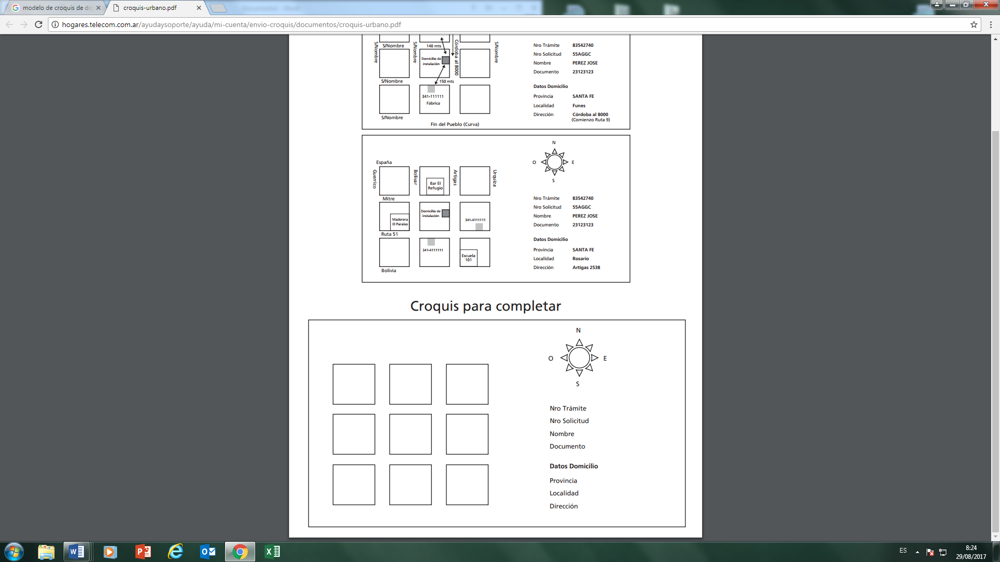 modelo de croquis de do
croquis-urbano.pdf
hogares.telecom.com.ar/ayudaysoporte/ayuda/mi-cuenta/envio-croquis/documentos/croquis-urbano.pdf
S/Nombre
S/Nombre
S/Nombre
140 mts
Córdoba al 8000
S/Nombre
Domicilio de
instalación
S/Nombre
150 mts
341-111111
Fábrica
S/Nombre
Fin del Pueblo (Curva)
Nro Trámite 83542740
Nro Solicitud 55AGGC
Nombre PEREZ JOSE
Documento 23123123
Datos Domicilio
Provincia SANTA FE
Localidad Funes
Dirección Córdoba al 8000
(Comienzo Ruta 9)
España
Guerrico
Bolivar
Artigas
Urquiza
Bar El
Refugio
Mitre
Maderera
El Paraíso
Domicilio de
instalación
341-4111111
Ruta 51
341-4111111
Escuela
101
Bolivia
N
O
E
S
Nro Trámite 83542740
Nro Solicitud 55AGGC
Nombre PEREZ JOSE
Documento 23123123
Datos Domicilio
Provincia SANTA FE
Localidad Rosario
Dirección Artigas 2538
Croquis para completar
N
O
E
S
Nro Trámite
Nro Solicitud
Nombre
Documento
Datos Domicilio
Provincia
Localidad
Dirección
ES
8:24
29/08/2017